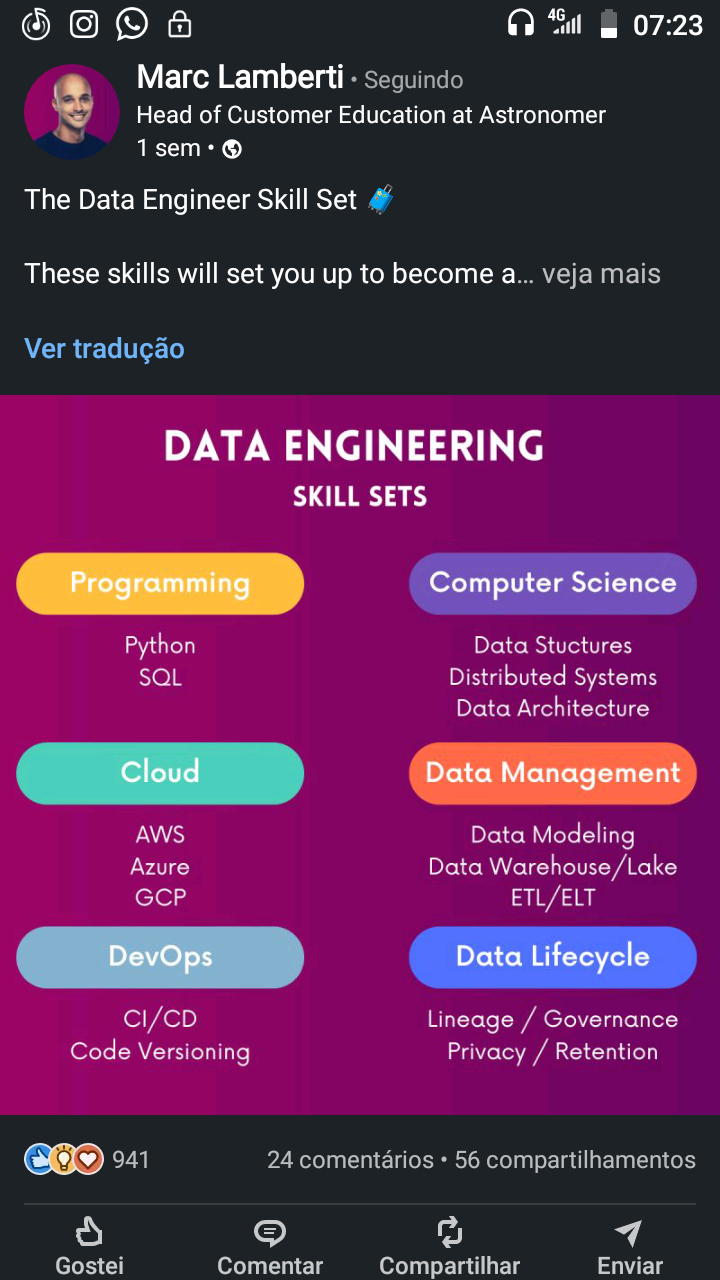 4G
07:23
Marc Lamberti • Seguindo
Head of Customer Education at Astronomer
1 sem •
The Data Engineer Skill Set
These skills will set you up to become a... veja mais
Ver tradução
DATA ENGINEERING
SKILL SETS
Programming
Python
SQL
Computer Science
Data Stuctures
Distributed Systems
Data Architecture
Cloud
AWS
Azure
GCP
Data Management
Data Modeling
Data Warehouse/Lake
ETL/ELT
DevOps
CI/CD
Code Versioning
Data Lifecycle
Lineage / Governance
Privacy / Retention
941
24 comentários • 56 compartilhamentos
Gostei
Comentar
Compartilhar
Enviar